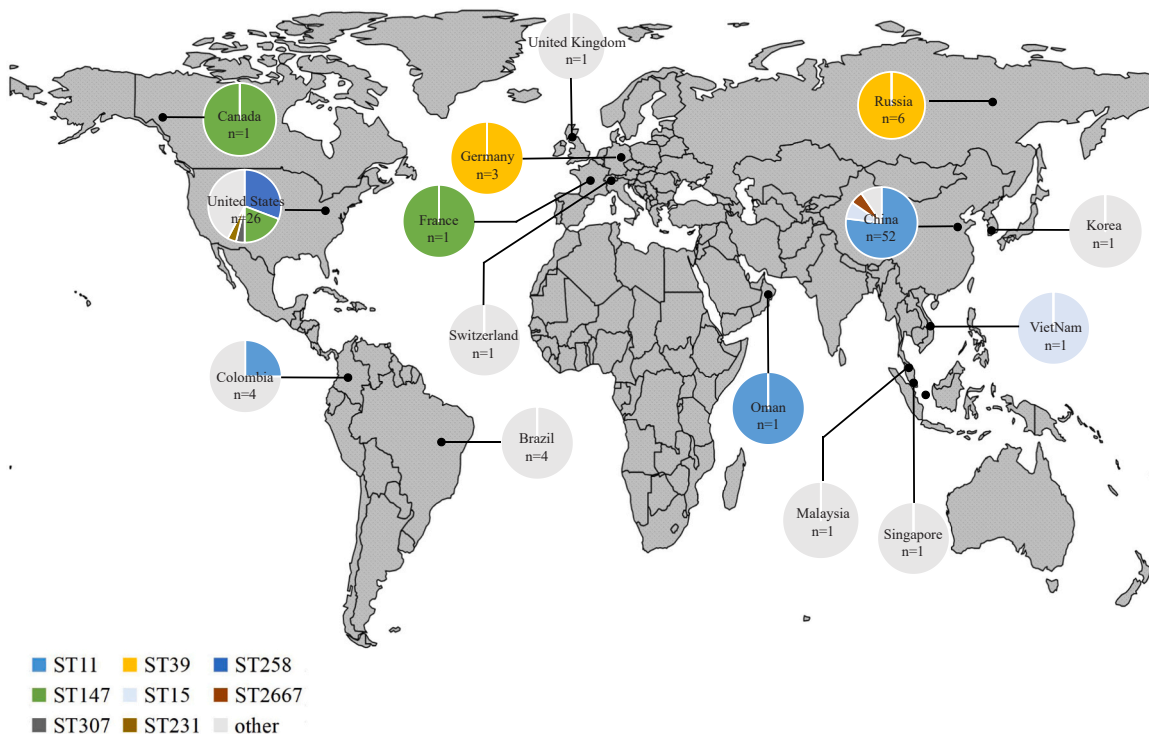 United Kingdom
n=1
Canada
n=1
Russia
n=6
Germany
n=3
United States
n=26
France
n=1
China
n=52
Korea
n=1
Switzerland
n=1
VietNam
n=1
Colombia
n=4
Oman
n=1
Brazil
n=4
Malaysia
n=1
Singapore
n=1
ST11 ST39 ST258
ST147 ST15 ST2667
ST307 ST231 other